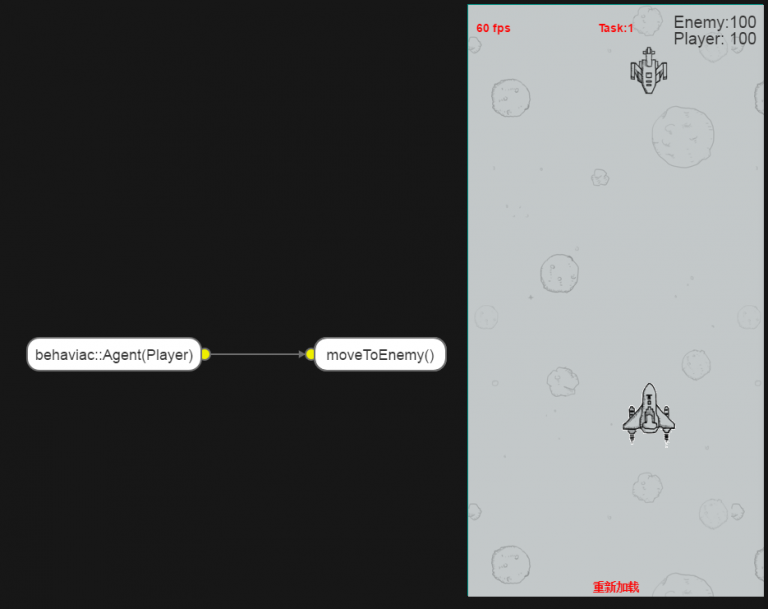 60 fps
Task:1
Enemy:100
Player: 100
behaviac::Agent(Player)
moveToEnemy()
重新加载